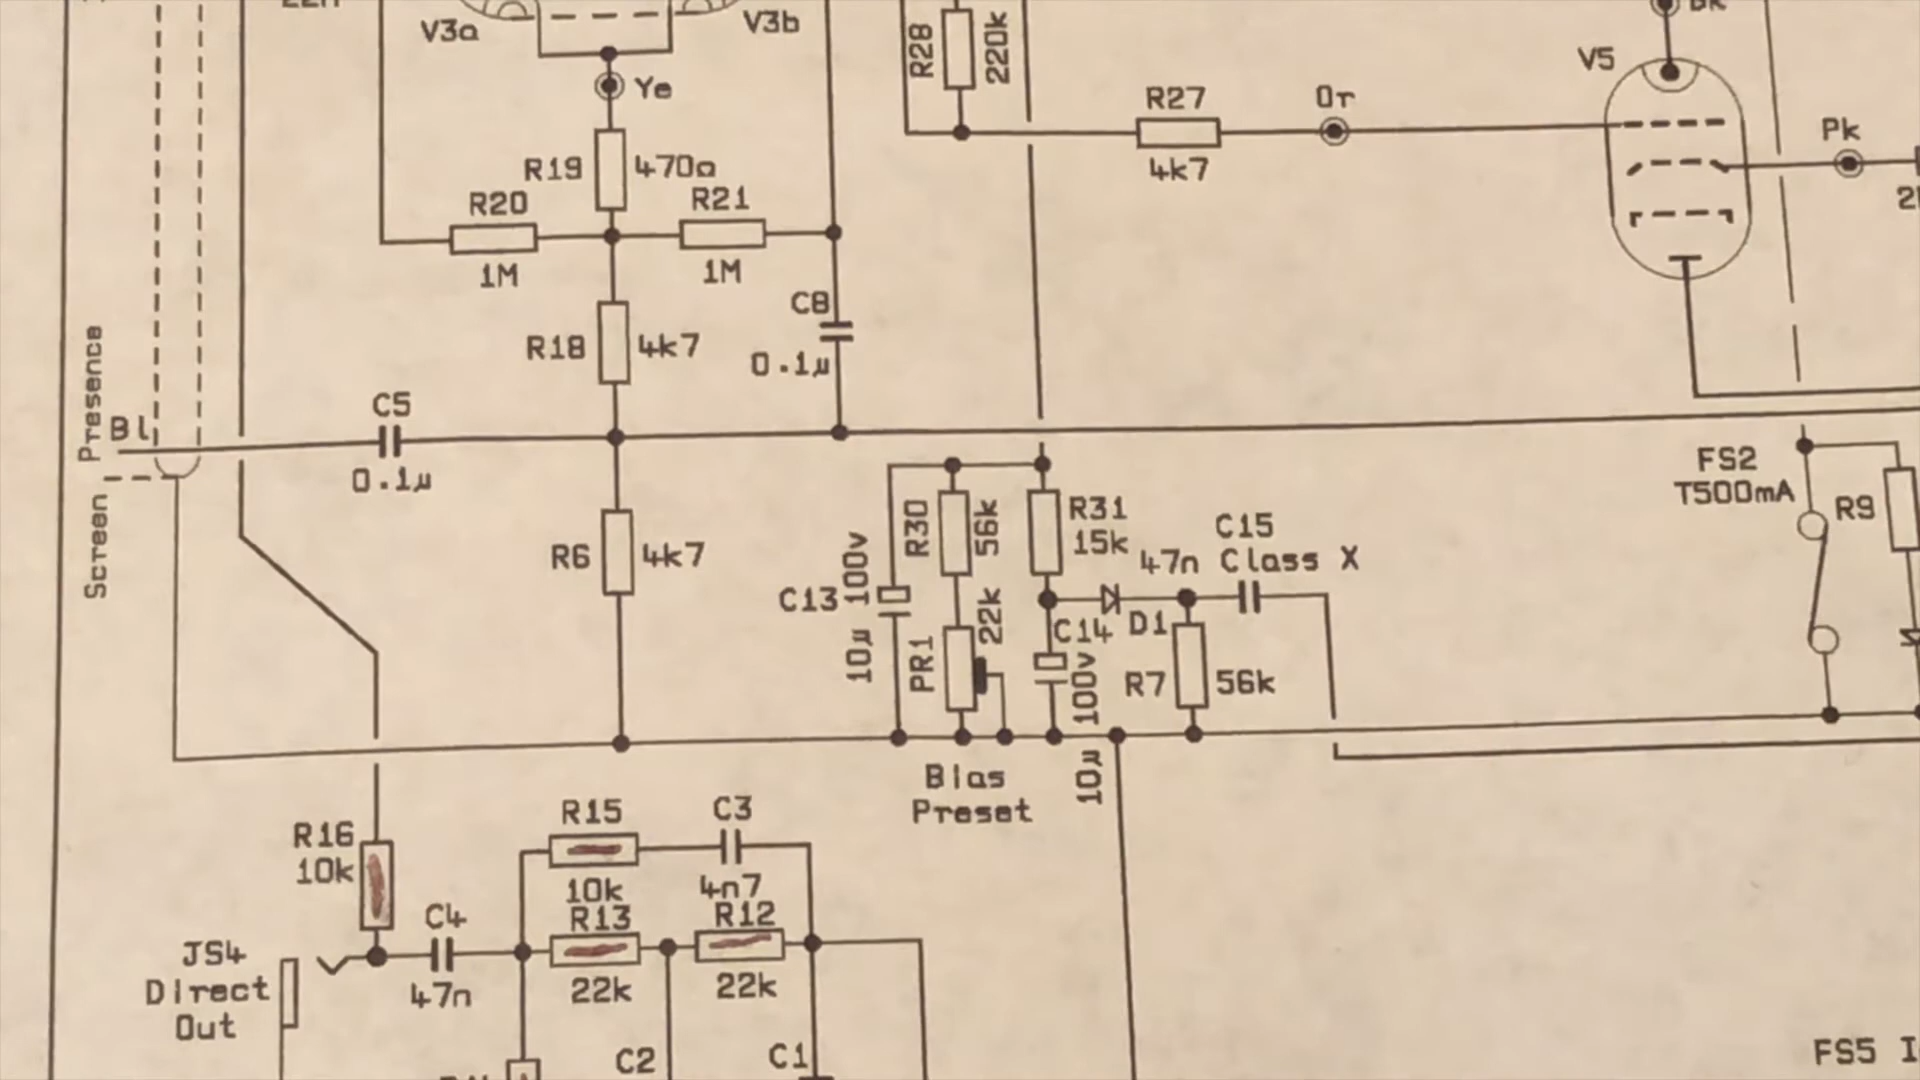 V3a
V3b
Ye
R28
220k
V5
R27
4k7
Or
Pk
R19
470Ω
R20
1M
R21
1M
C8
0.1µ
R18
4k7
Presence
Bl
C5
0.1µ
Screen
FS2
T500mA
R9
R6
4k7
C13
10µ 100v
R30
56k
R31
15k
C15
47n Class X
PR1
22k
C14
D1
10µ 100v
R7
56k
Bias
Preset
R16
10k
R15
10k
C3
4n7
C4
47n
R13
22k
R12
22k
JS4
Direct
Out
C2
C1
FS5